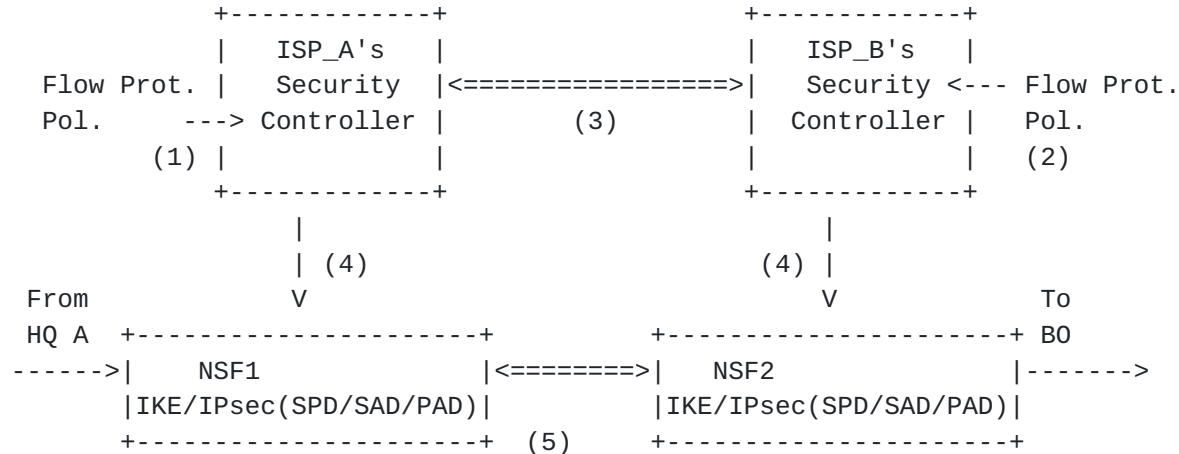 +-------------+                    +-------------+
|   ISP_A's   |                    |   ISP_B's   |
Flow Prot. |   Security  |<=================>|   Security <--- Flow Prot.
Pol.     ---> Controller |        (3)        |  Controller |   Pol.
(1) |             |                   |             |   (2)
+-------------+                    +-------------+
|                                  |
| (4)                          (4) |
From             V                                  V             To
HQ A  +----------------------+          +----------------------+ BO
------>|    NSF1              |<========>|   NSF2               |------->
|IKE/IPsec(SPD/SAD/PAD)|          |IKE/IPsec(SPD/SAD/PAD)|
+----------------------+  (5)     +----------------------+